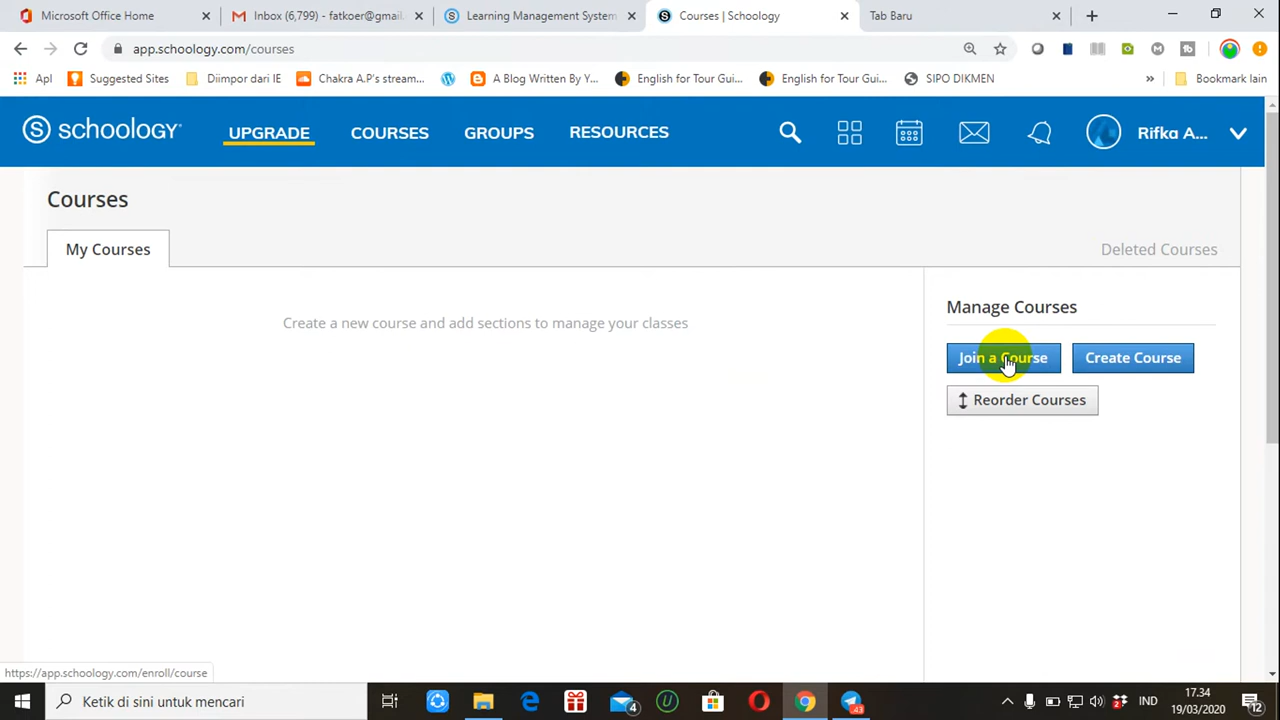 Microsoft Office Home
Inbox (6,799) - fatkoer@gmail.
Learning Management System
Courses | Schoology
Tab Baru
app.schoology.com/courses
Apl
Suggested Sites
Diimpor dari IE
Chakra A.P's stream...
A Blog Written By Y...
English for Tour Gui...
English for Tour Gui...
SIPO DIKMEN
»
Bookmark lain
S schoology
UPGRADE
COURSES
GROUPS
RESOURCES
Rifka A...
Courses
My Courses
Deleted Courses
Create a new course and add sections to manage your classes
Manage Courses
Join a Course
Create Course
Reorder Courses
https://app.schoology.com/enroll/course
Ketik di sini untuk mencari
4
43
IND
17.34
19/03/2020
12